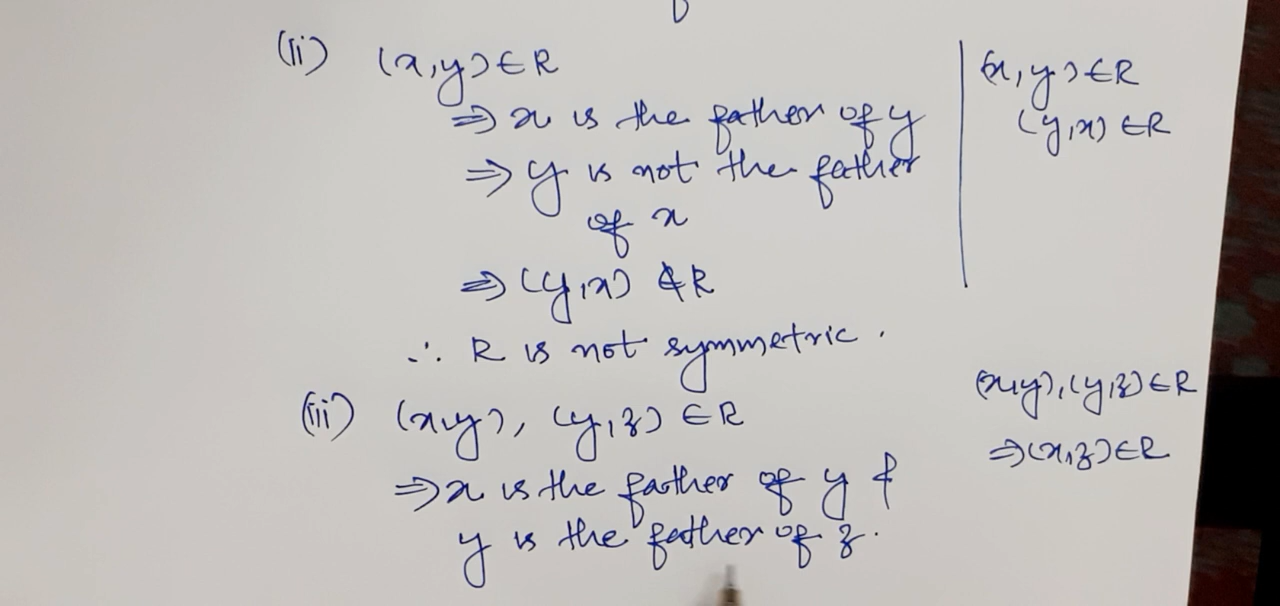 (ii) (x,y) ∈ R
⇒ x is the father of y
⇒ y is not the father
of x
⇒ (y,x) ∉ R
∴ R is not symmetric.
(x,y) ∈ R
(y,x) ∈ R
(iii) (x,y), (y,z) ∈ R
⇒ x is the father of y &
y is the father of z.
(x,y), (y,z) ∈ R
⇒ (x,z) ∈ R